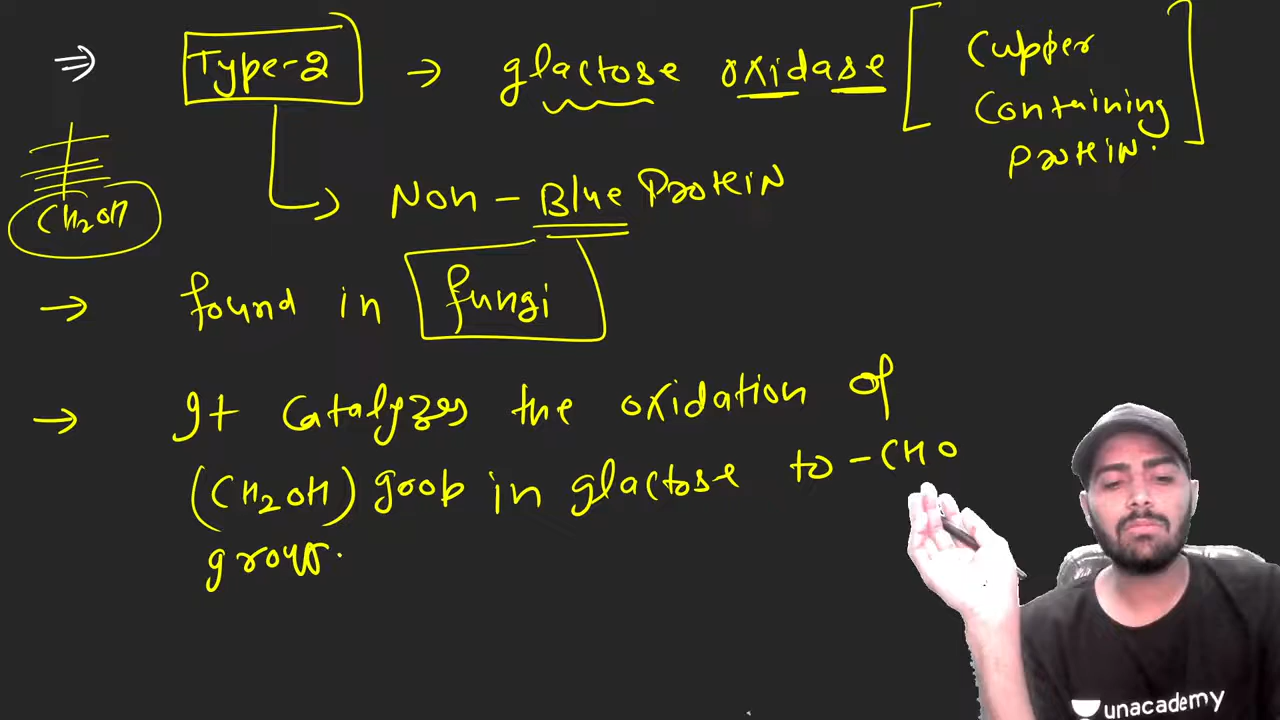 ⇒ Type-2 → glactose oxidase [Cupper
Containing
Protein.]
CH2OH
↳ Non-Blue Protein
→ found in fungi
→ It Catalyzes the oxidation of
(CH2OH) goob in glactose to -CHO
group.
unacademy